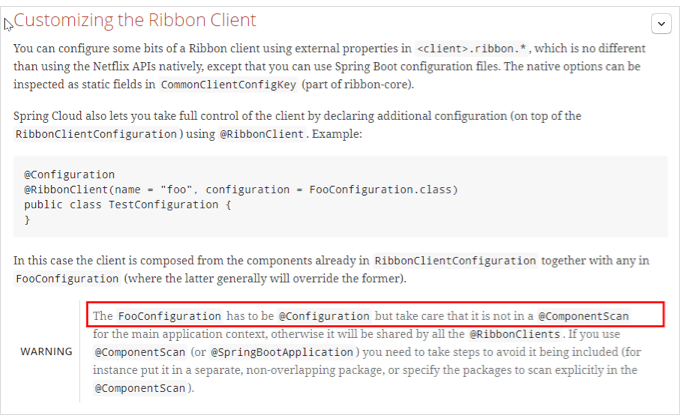 Customizing the Ribbon Client
You can configure some bits of a Ribbon client using external properties in <client>.ribbon.*, which is no different
than using the Netflix APIs natively, except that you can use Spring Boot configuration files. The native options can be
inspected as static fields in CommonClientConfigKey (part of ribbon-core).
Spring Cloud also lets you take full control of the client by declaring additional configuration (on top of the
RibbonClientConfiguration) using @RibbonClient. Example:
@Configuration
@RibbonClient(name = "foo", configuration = FooConfiguration.class)
public class TestConfiguration {
}
In this case the client is composed from the components already in RibbonClientConfiguration together with any in
FooConfiguration (where the latter generally will override the former).
The FooConfiguration has to be @Configuration but take care that it is not in a @ComponentScan
for the main application context, otherwise it will be shared by all the @RibbonClients. If you use
WARNING @ComponentScan (or @SpringBootApplication) you need to take steps to avoid it being included (for
instance put it in a separate, non-overlapping package, or specify the packages to scan explicitly in the
@ComponentScan).